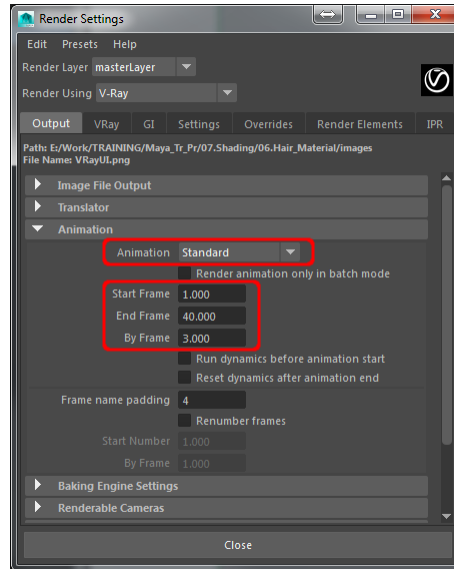 Render Settings
Edit Presets Help
Render Layer masterLayer
Render Using V-Ray
Output VRay GI Settings Overrides Render Elements IPR
Path: E:/Work/TRAINING/Maya_Tr_Pr/07.Shading/06.Hair_Material/images
File Name: VRayUI.png
Image File Output
Translator
Animation
Animation Standard
Render animation only in batch mode
Start Frame 1.000
End Frame 40.000
By Frame 3.000
Run dynamics before animation start
Reset dynamics after animation end
Frame name padding 4
Renumber frames
Start Number 1.000
By Frame 1.000
Baking Engine Settings
Renderable Cameras
Close